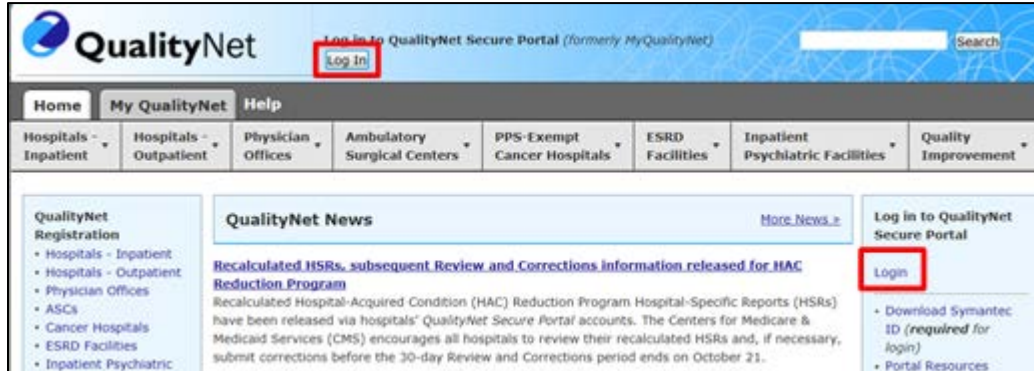 QualityNet
Log in to QualityNet Secure Portal (formerly MyQualityNet)
Log In
Search
Home
My QualityNet
Help
Hospitals - Inpatient
Hospitals - Outpatient
Physician Offices
Ambulatory Surgical Centers
PPS-Exempt Cancer Hospitals
ESRD Facilities
Inpatient Psychiatric Facilities
Quality Improvement
QualityNet
Registration
• Hospitals - Inpatient
• Hospitals - Outpatient
• Physician Offices
• ASCs
• Cancer Hospitals
• ESRD Facilities
• Inpatient Psychiatric
QualityNet News
More News »
Recalculated HSRs, subsequent Review and Corrections information released for HAC
Reduction Program
Recalculated Hospital-Acquired Condition (HAC) Reduction Program Hospital-Specific Reports (HSRs)
have been released via hospitals' QualityNet Secure Portal accounts. The Centers for Medicare &
Medicaid Services (CMS) encourages all hospitals to review their recalculated HSRs and, if necessary,
submit corrections before the 30-day Review and Corrections period ends on October 21.
Log in to QualityNet
Secure Portal
Login
• Download Symantec
ID (required for
login)
• Portal Resources